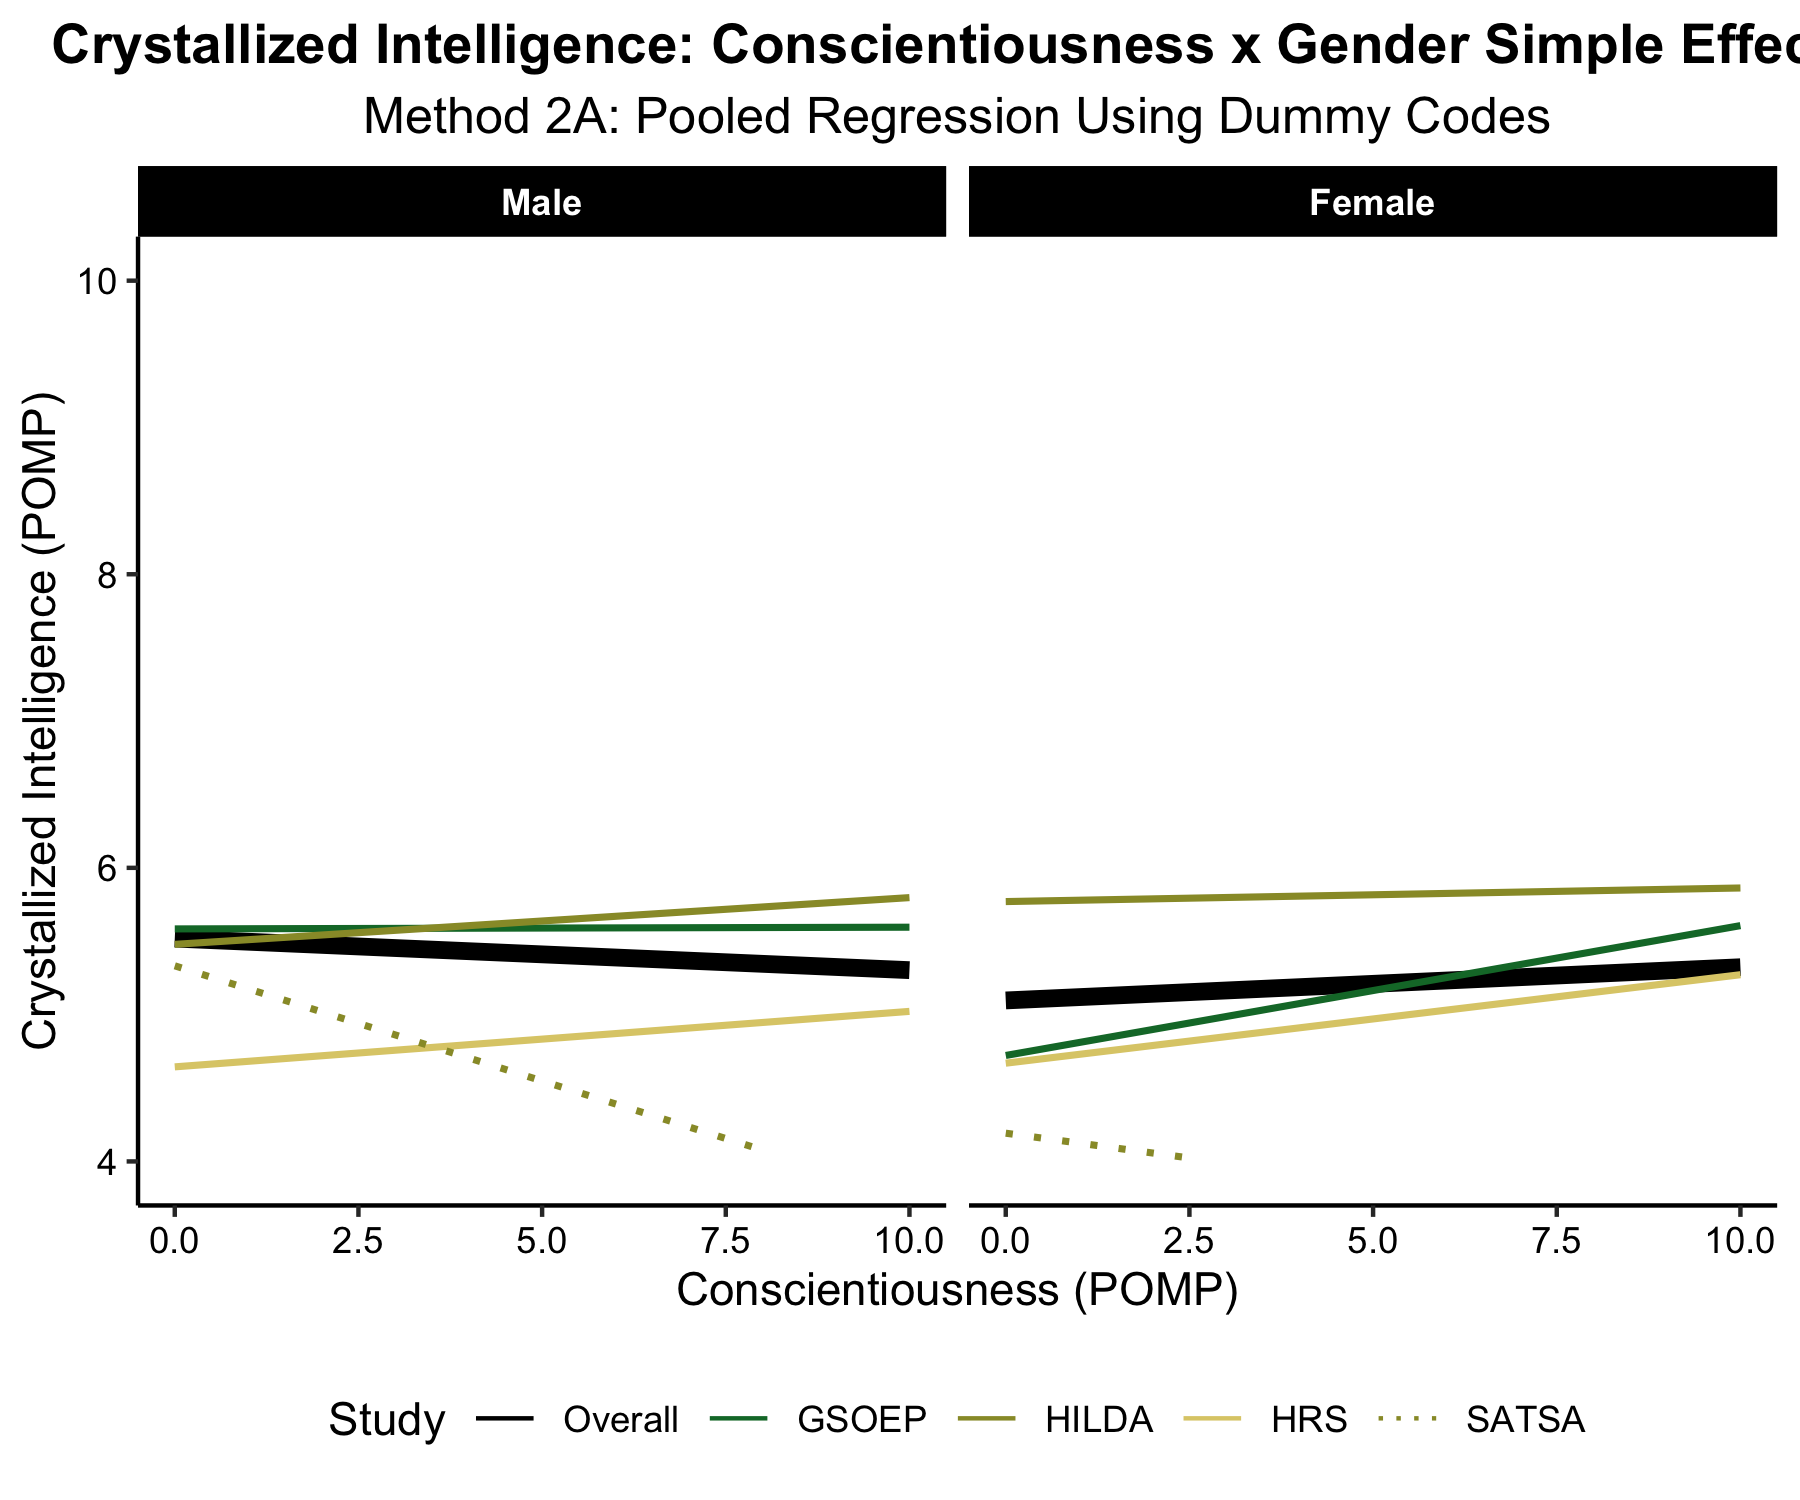 Crystallized Intelligence: Conscientiousness x Gender Simple Effec
Method 2A: Pooled Regression Using Dummy Codes
Male Female
Crystallized Intelligence (POMP)
10
8
6
4
0.0 2.5 5.0 7.5 10.0 0.0 2.5 5.0 7.5 10.0
Conscientiousness (POMP)
Study Overall GSOEP HILDA HRS SATSA